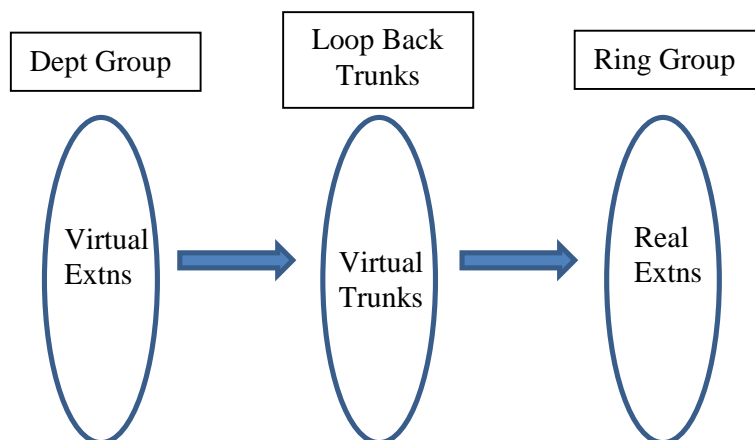 Dept Group
Loop Back
Trunks
Ring Group
Virtual
Extns
Virtual
Trunks
Real
Extns